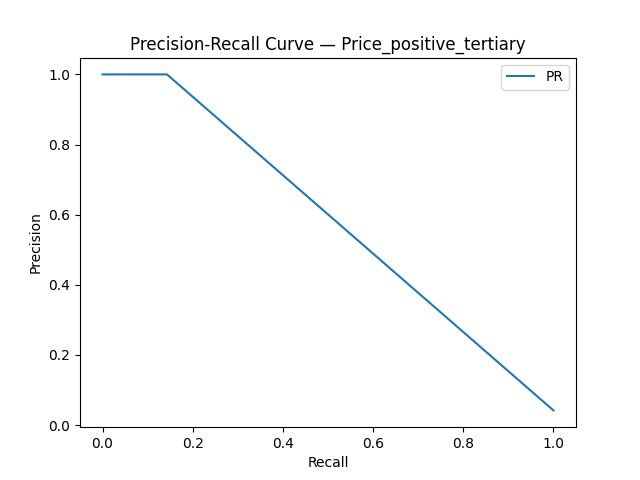 Precision-Recall Curve — Price_positive_tertiary
PR
1.0
0.8
0.6
0.4
0.2
0.0
Precision
0.0 0.2 0.4 0.6 0.8 1.0
Recall